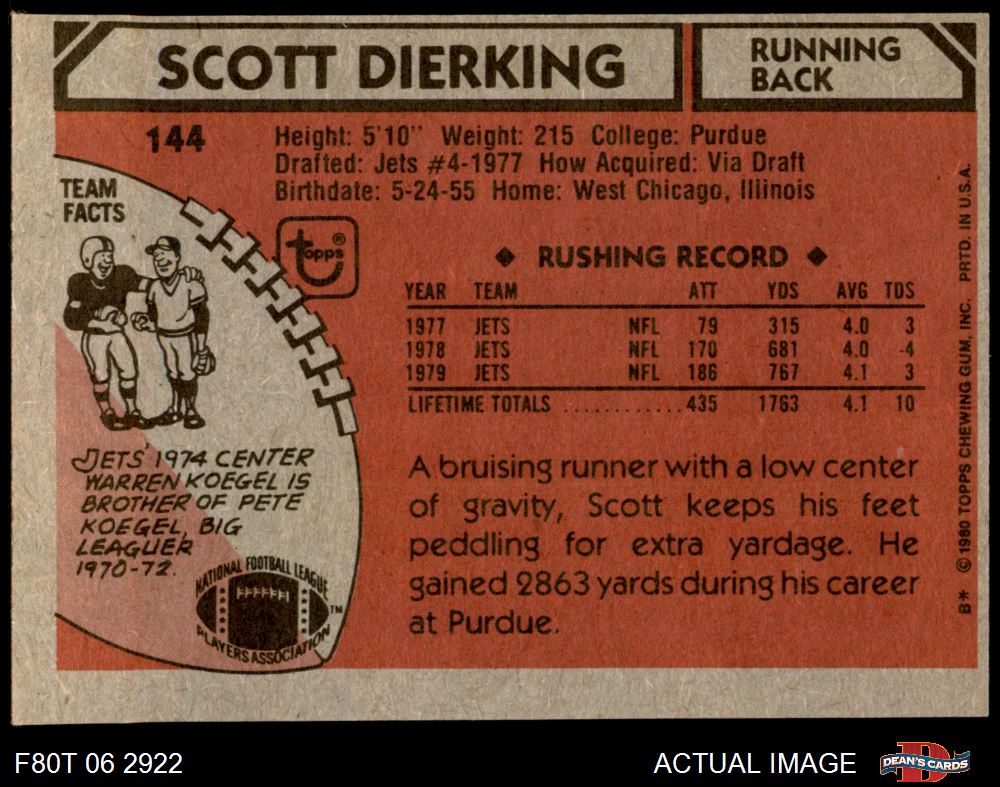 SCOTT DIERKING
RUNNING
BACK
144
Height: 5'10" Weight: 215 College: Purdue
Drafted: Jets #4-1977 How Acquired: Via Draft
Birthdate: 5-24-55 Home: West Chicago, Illinois
TEAM
FACTS
topps®
◆ RUSHING RECORD ◆
YEAR TEAM ATT YDS AVG TDS
1977 JETS NFL 79 315 4.0 3
1978 JETS NFL 170 681 4.0 -4
1979 JETS NFL 186 767 4.1 3
LIFETIME TOTALS ............. 435 1763 4.1 10
JETS' 1974 CENTER
WARREN KOEGEL IS
BROTHER OF PETE
KOEGEL, BIG
LEAGUER
1970-72.
NATIONAL FOOTBALL LEAGUE
PLAYERS ASSOCIATION
TM
A bruising runner with a low center
of gravity, Scott keeps his feet
peddling for extra yardage. He
gained 2863 yards during his career
at Purdue.
B* © 1980 TOPPS CHEWING GUM, INC. PRTD. IN U.S.A.
F80T 06 2922
ACTUAL IMAGE
D
DEAN'S CARDS